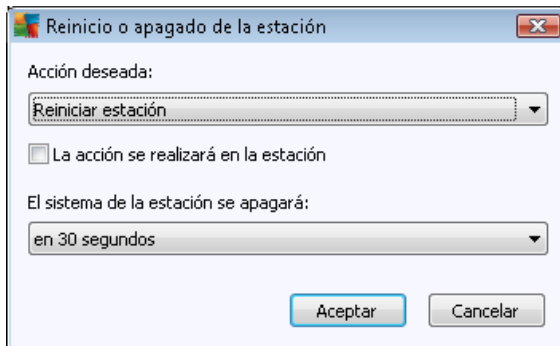 Reinicio o apagado de la estación
Acción deseada:
Reiniciar estación
La acción se realizará en la estación
El sistema de la estación se apagará:
en 30 segundos
Aceptar
Cancelar